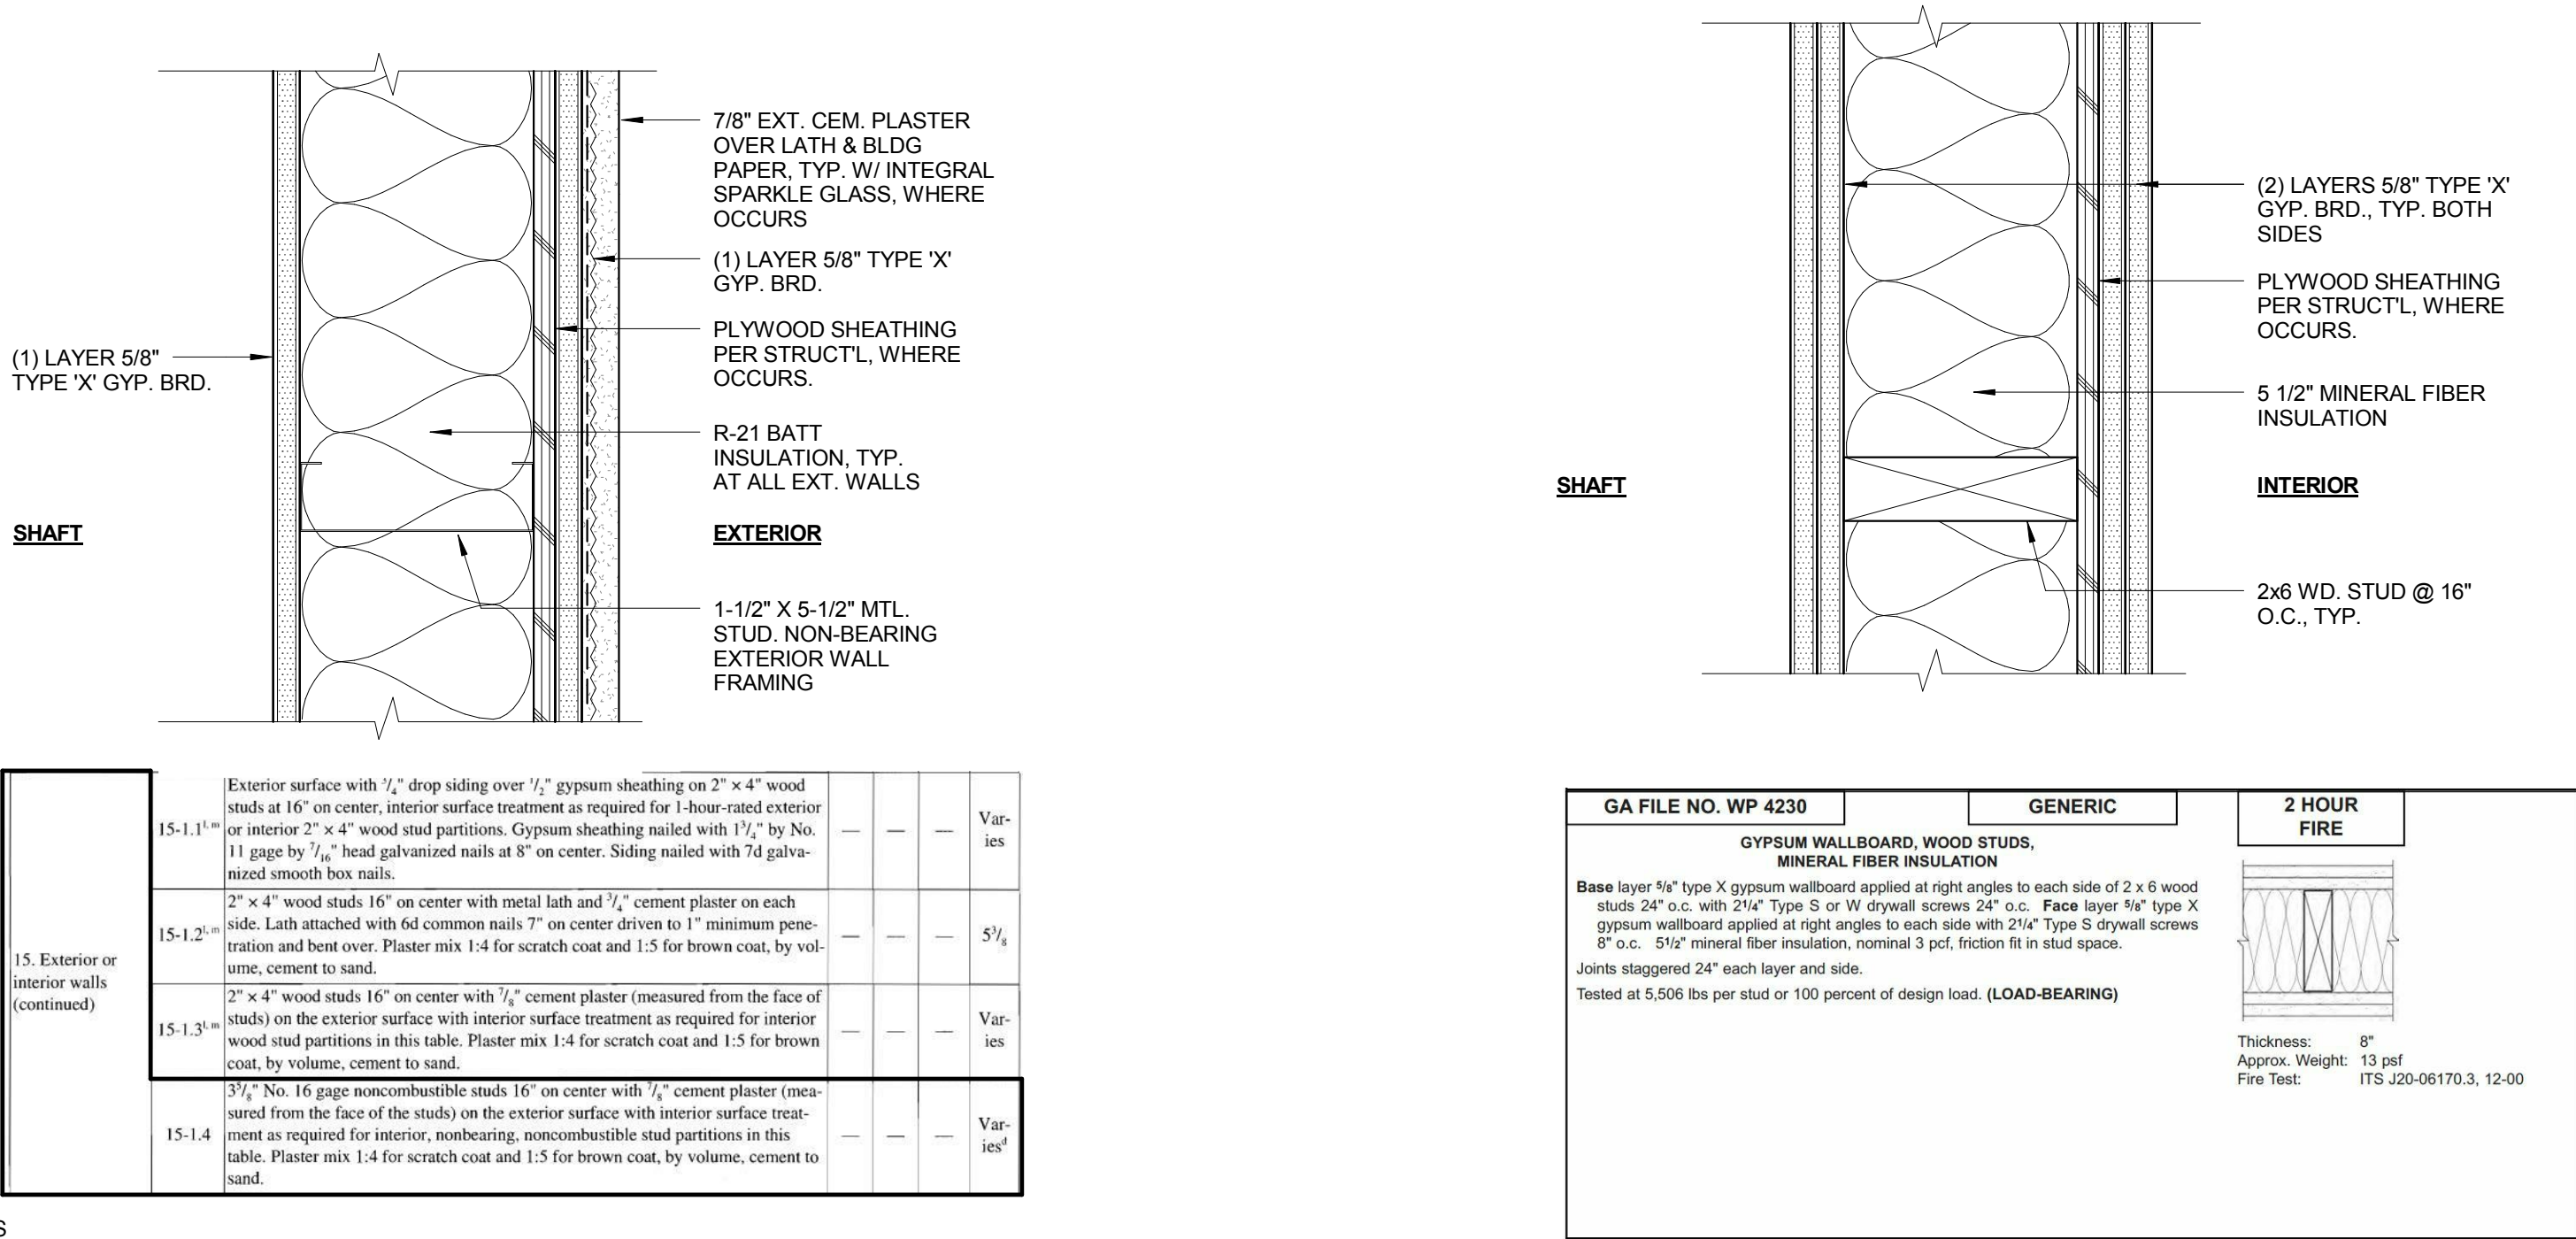 7/8" EXT. CEM. PLASTER
OVER LATH & BLDG
PAPER, TYP. W/ INTEGRAL
SPARKLE GLASS, WHERE
OCCURS
(1) LAYER 5/8" TYPE 'X'
GYP. BRD.
PLYWOOD SHEATHING
PER STRUCT'L, WHERE
OCCURS.
(1) LAYER 5/8"
TYPE 'X' GYP. BRD.
R-21 BATT
INSULATION, TYP.
AT ALL EXT. WALLS
SHAFT
EXTERIOR
1-1/2" X 5-1/2" MTL.
STUD. NON-BEARING
EXTERIOR WALL
FRAMING
(2) LAYERS 5/8" TYPE 'X'
GYP. BRD., TYP. BOTH
SIDES
PLYWOOD SHEATHING
PER STRUCT'L, WHERE
OCCURS.
5 1/2" MINERAL FIBER
INSULATION
SHAFT
INTERIOR
2x6 WD. STUD @ 16"
O.C., TYP.
15. Exterior or
interior walls
(continued)
15-1.1 l, m
Exterior surface with 3/4" drop siding over 1/2" gypsum sheathing on 2" × 4" wood
studs at 16" on center, interior surface treatment as required for 1-hour-rated exterior
or interior 2" × 4" wood stud partitions. Gypsum sheathing nailed with 1 3/4" by No.
11 gage by 7/16" head galvanized nails at 8" on center. Siding nailed with 7d galva-
nized smooth box nails.
— — — Var-
ies
15-1.2 l, m
2" × 4" wood studs 16" on center with metal lath and 3/4" cement plaster on each
side. Lath attached with 6d common nails 7" on center driven to 1" minimum pene-
tration and bent over. Plaster mix 1:4 for scratch coat and 1:5 for brown coat, by vol-
ume, cement to sand.
— — — 5 3/8
15-1.3 l, m
2" × 4" wood studs 16" on center with 7/8" cement plaster (measured from the face of
studs) on the exterior surface with interior surface treatment as required for interior
wood stud partitions in this table. Plaster mix 1:4 for scratch coat and 1:5 for brown
coat, by volume, cement to sand.
— — — Var-
ies
15-1.4
3 5/8" No. 16 gage noncombustible studs 16" on center with 7/8" cement plaster (mea-
sured from the face of the studs) on the exterior surface with interior surface treat-
ment as required for interior, nonbearing, noncombustible stud partitions in this
table. Plaster mix 1:4 for scratch coat and 1:5 for brown coat, by volume, cement to
sand.
— — — Var-
ies d
S
GA FILE NO. WP 4230
GENERIC
2 HOUR
FIRE
GYPSUM WALLBOARD, WOOD STUDS,
MINERAL FIBER INSULATION
Base layer 5/8" type X gypsum wallboard applied at right angles to each side of 2 x 6 wood
studs 24" o.c. with 2 1/4" Type S or W drywall screws 24" o.c. Face layer 5/8" type X
gypsum wallboard applied at right angles to each side with 2 1/4" Type S drywall screws
8" o.c. 5 1/2" mineral fiber insulation, nominal 3 pcf, friction fit in stud space.
Joints staggered 24" each layer and side.
Tested at 5,506 lbs per stud or 100 percent of design load. (LOAD-BEARING)
Thickness: 8"
Approx. Weight: 13 psf
Fire Test: ITS J20-06170.3, 12-00